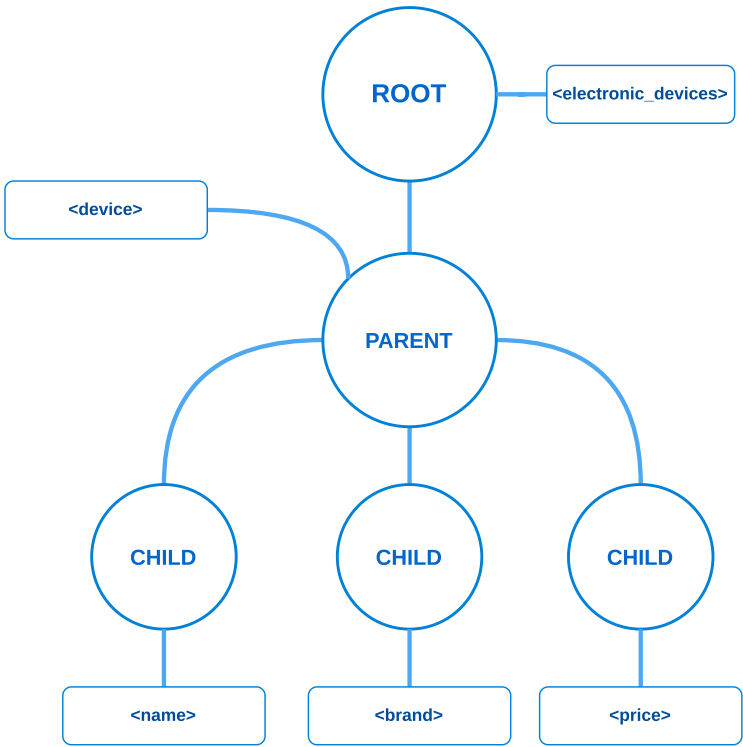 ROOT
<electronic_devices>
<device>
PARENT
CHILD
CHILD
CHILD
<name>
<brand>
<price>